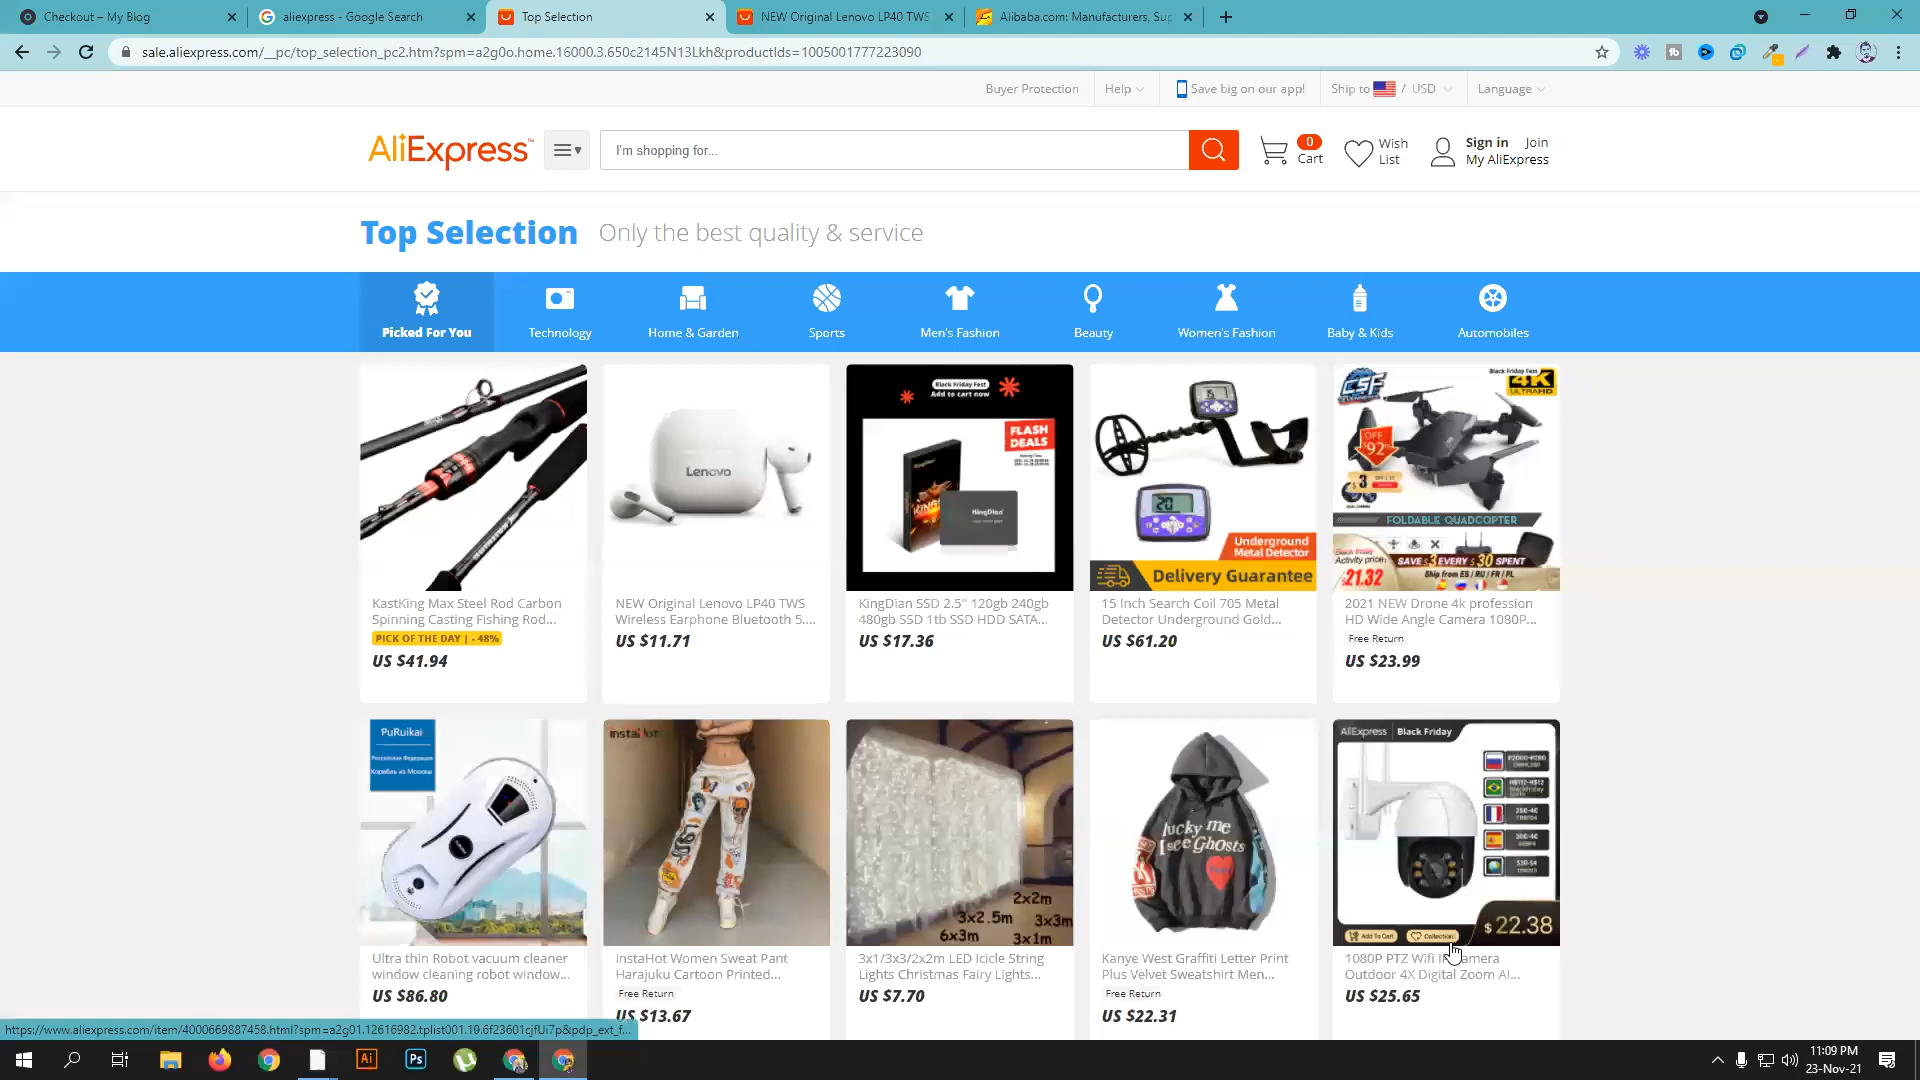 Checkout – My Blog
aliexpress - Google Search
Top Selection
NEW Original Lenovo LP40 TWS
Alibaba.com: Manufacturers, Sup
sale.aliexpress.com/__pc/top_selection_pc2.htm?spm=a2g0o.home.16000.3.650c2145N13Lkh&productIds=1005001777223090
Buyer Protection
Help
Save big on our app!
Ship to / USD
Language
AliExpress
I'm shopping for...
0
Cart
Wish
List
Sign in Join
My AliExpress
Top Selection Only the best quality & service
Picked For You
Technology
Home & Garden
Sports
Men's Fashion
Beauty
Women's Fashion
Baby & Kids
Automobiles
Lenovo
Black Friday Fest
Add to cart now
FLASH
DEALS
KingDian
Underground
Metal Detector
Delivery Guarantee
CSF
Black Friday Fest
4K
ULTRAHD
OFF
92
FOLDABLE QUADCOPTER
Activity price:
21.32
SAVE $3 EVERY $30 SPENT
Ship from ES / RU / FR / PL
KastKing Max Steel Rod Carbon
Spinning Casting Fishing Rod...
PICK OF THE DAY | - 48%
US $41.94
NEW Original Lenovo LP40 TWS
Wireless Earphone Bluetooth 5....
US $11.71
KingDian SSD 2.5'' 120gb 240gb
480gb SSD 1tb SSD HDD SATA...
US $17.36
15 Inch Search Coil 705 Metal
Detector Underground Gold...
US $61.20
2021 NEW Drone 4k profession
HD Wide Angle Camera 1080P...
Free Return
US $23.99
PuRuikai
Российская Федерация
Корабль из Москвы
instaHot
2x2m
3x2.5m 3x3m
6x3m 3x1m
lucky me
I see GHosts
AliExpress Black Friday
Add To Cart
Collection
$ 22.38
Ultra thin Robot vacuum cleaner
window cleaning robot window...
US $86.80
InstaHot Women Sweat Pant
Harajuku Cartoon Printed...
Free Return
US $13.67
3x1/3x3/2x2m LED Icicle String
Lights Christmas Fairy Lights...
US $7.70
Kanye West Graffiti Letter Print
Plus Velvet Sweatshirt Men...
Free Return
US $22.31
1080P PTZ Wifi amera
Outdoor 4X Digital Zoom AI...
US $25.65
https://www.aliexpress.com/item/4000669887458.html?spm=a2g01.12616982.tplist001.19.6f23601cjfUi7p&pdp_ext_f...
Ai
Ps
11:09 PM
23-Nov-21